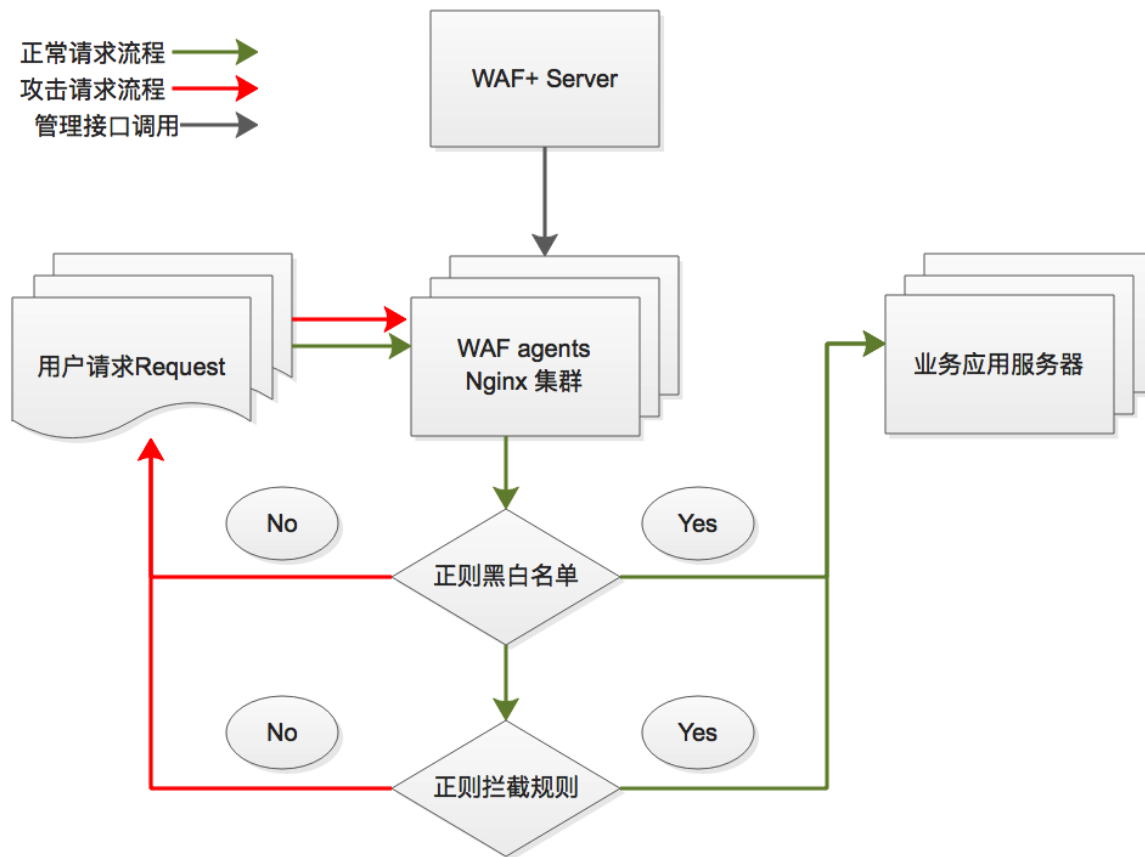 正常请求流程
攻击请求流程
管理接口调用
WAF+ Server
用户请求Request
WAF agents
Nginx 集群
业务应用服务器
No
Yes
正则黑白名单
No
Yes
正则拦截规则